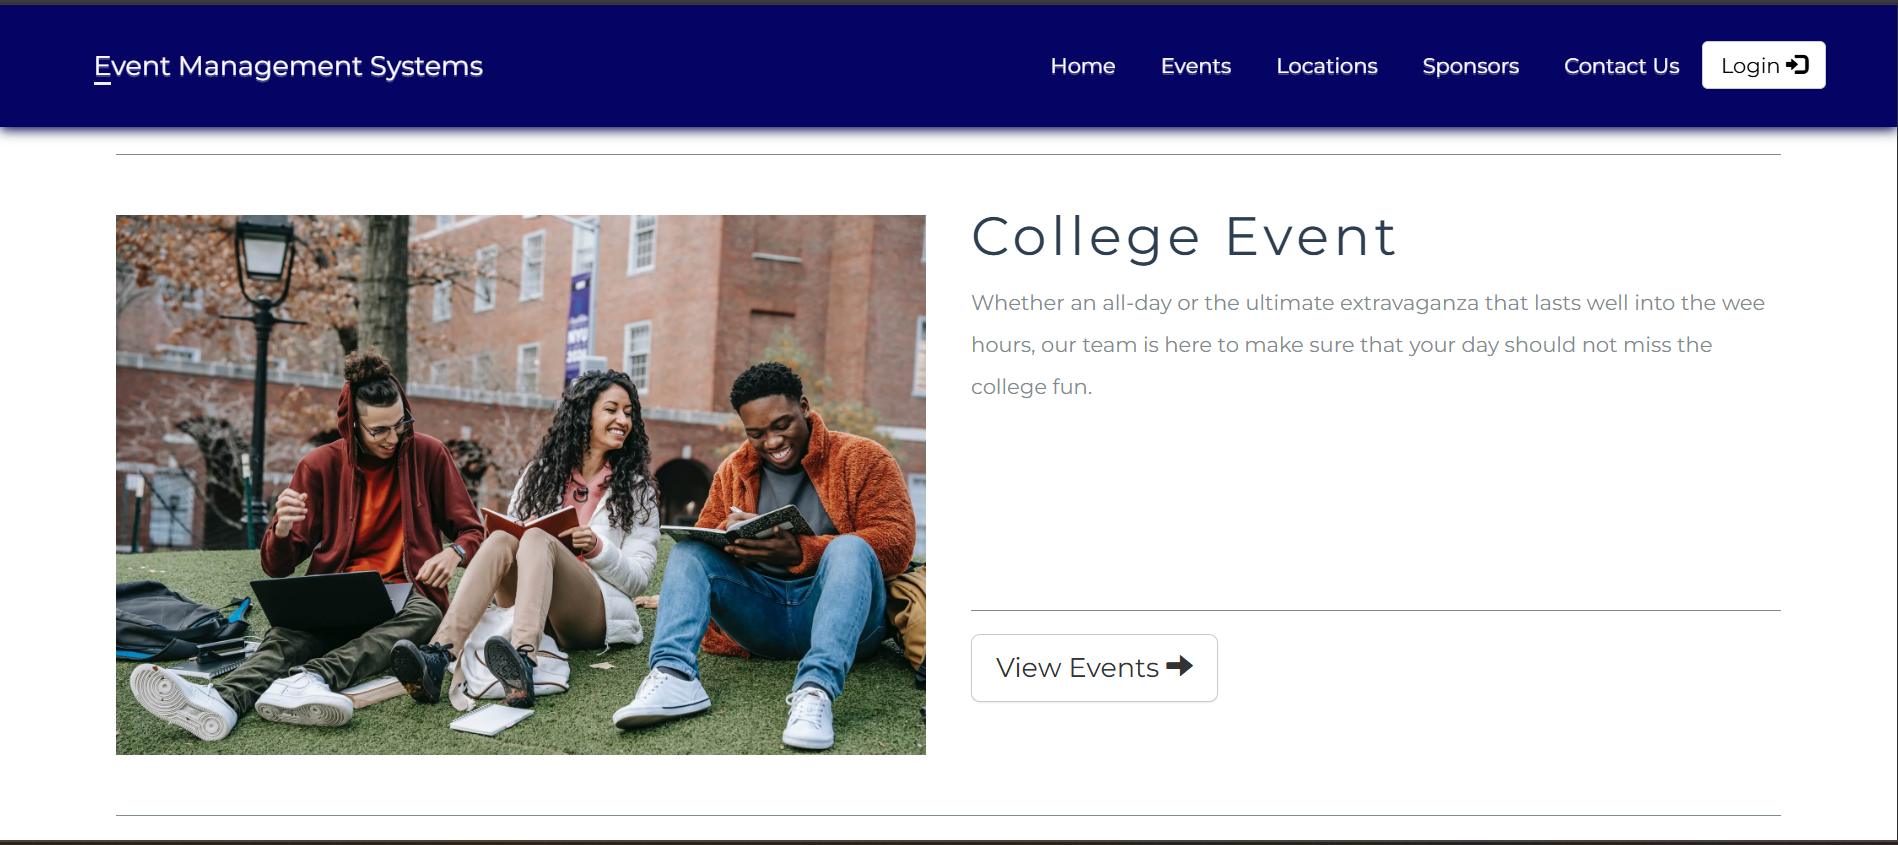 Event Management Systems
Home
Events
Locations
Sponsors
Contact Us
Login
College Event
Whether an all-day or the ultimate extravaganza that lasts well into the wee
hours, our team is here to make sure that your day should not miss the
college fun.
NYU
View Events